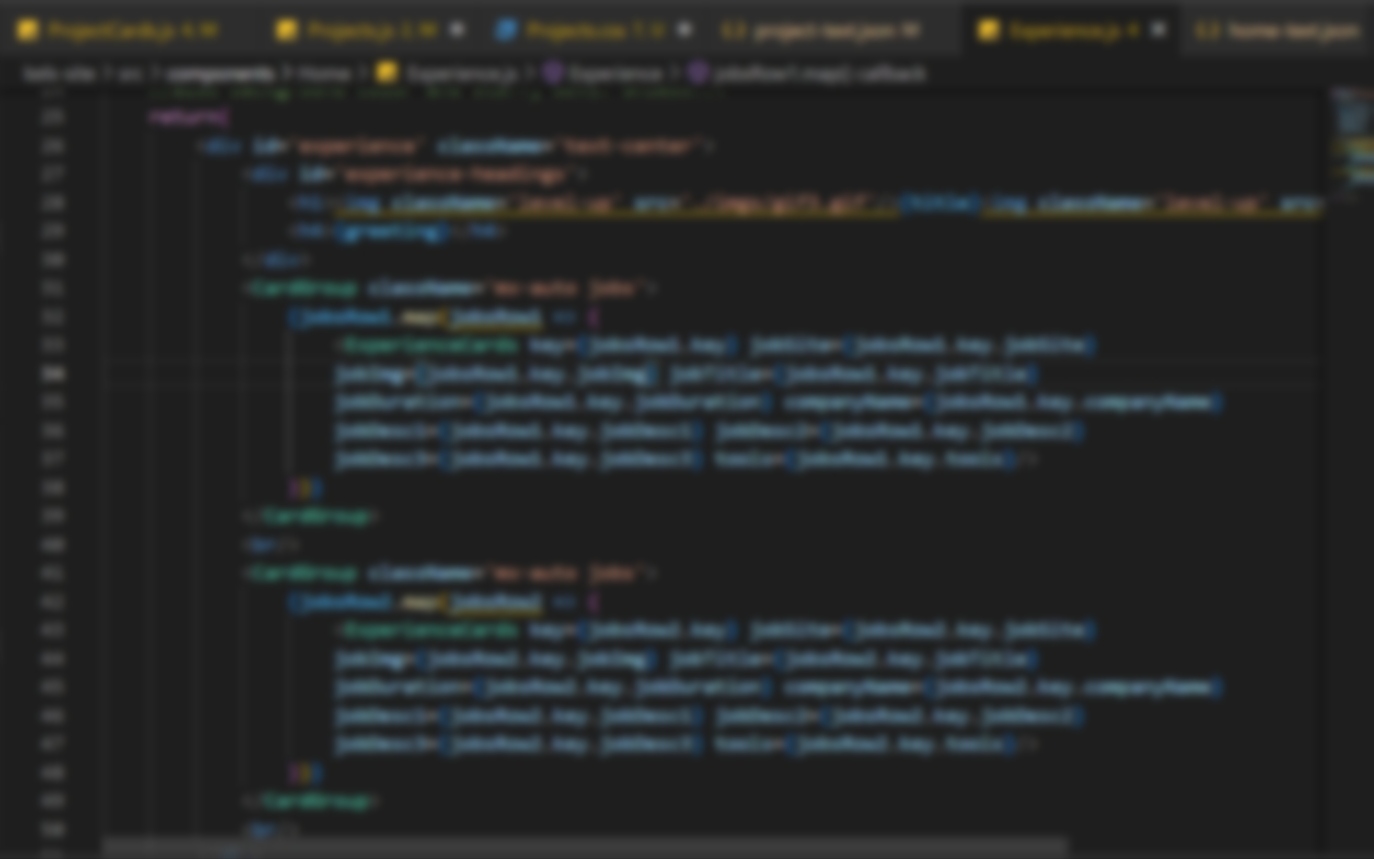 ProjectCards.js 4, M Projects.js 2, M Projects.css 7, U project-text.json M Experience.js 4 home-text.json
src > components > Home > Experience.js > Experience > jobsRow1.map() callback
25 return(
26 <div id='experience' className='text-center'>
27 <div id='experience-headings'>
28 <h1><img className='level-up' src='./imgs/gif3.gif'/>{title}<img className='level-up' src=
29 <h4>{greeting}</h4>
30 </div>
31 <CardGroup className='ms-auto jobs'>
32 {jobsRow1.map(jobsRow1 => {
33 <ExperienceCards key={jobsRow1.key} jobSite={jobsRow1.key.jobSite}
34 jobImg={jobsRow1.key.jobImg} jobTitle={jobsRow1.key.jobTitle}
35 jobDuration={jobsRow1.key.jobDuration} companyName={jobsRow1.key.companyName}
36 jobDesc1={jobsRow1.key.jobDesc1} jobDesc2={jobsRow1.key.jobDesc2}
37 jobDesc3={jobsRow1.key.jobDesc3} tools={jobsRow1.key.tools}/>
38 })}
39 </CardGroup>
40 <br/>
41 <CardGroup className='ms-auto jobs'>
42 {jobsRow2.map(jobsRow2 => {
43 <ExperienceCards key={jobsRow2.key} jobSite={jobsRow2.key.jobSite}
44 jobImg={jobsRow2.key.jobImg} jobTitle={jobsRow2.key.jobTitle}
45 jobDuration={jobsRow2.key.jobDuration} companyName={jobsRow2.key.companyName}
46 jobDesc1={jobsRow2.key.jobDesc1} jobDesc2={jobsRow2.key.jobDesc2}
47 jobDesc3={jobsRow2.key.jobDesc3} tools={jobsRow2.key.tools}/>
48 })}
49 </CardGroup>
50 <br/>